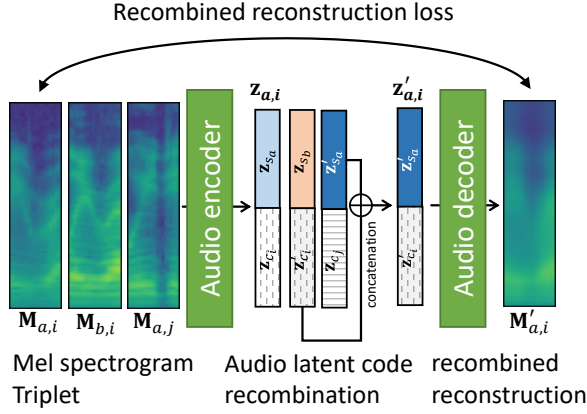 Recombined reconstruction loss
z_{a,i}
z'_{a,i}
Audio encoder
z_{s_a}
z_{s_b}
z'_{s_a}
z_{c_i}
z'_{c_i}
z_{c_j}
concatenation
z'_{s_a}
z'_{c_i}
Audio decoder
M_{a,i}
M_{b,i}
M_{a,j}
M'_{a,i}
Mel spectrogram
Triplet
Audio latent code
recombination
recombined
reconstruction